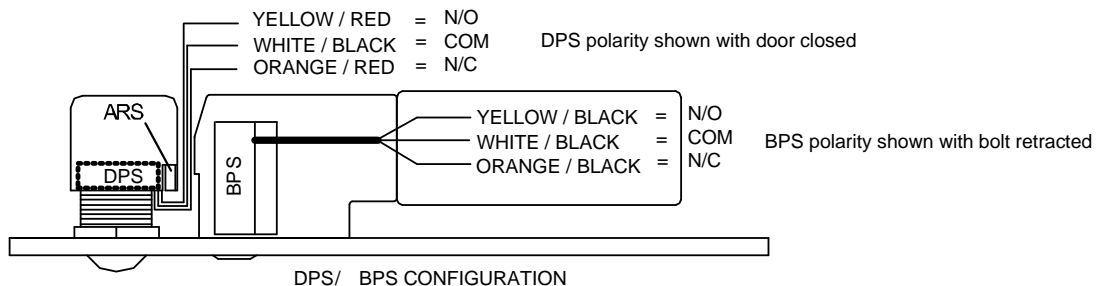 YELLOW / RED = N/O
WHITE / BLACK = COM
ORANGE / RED = N/C
DPS polarity shown with door closed
ARS
DPS
BPS
YELLOW / BLACK = N/O
WHITE / BLACK = COM
ORANGE / BLACK = N/C
BPS polarity shown with bolt retracted
DPS/ BPS CONFIGURATION